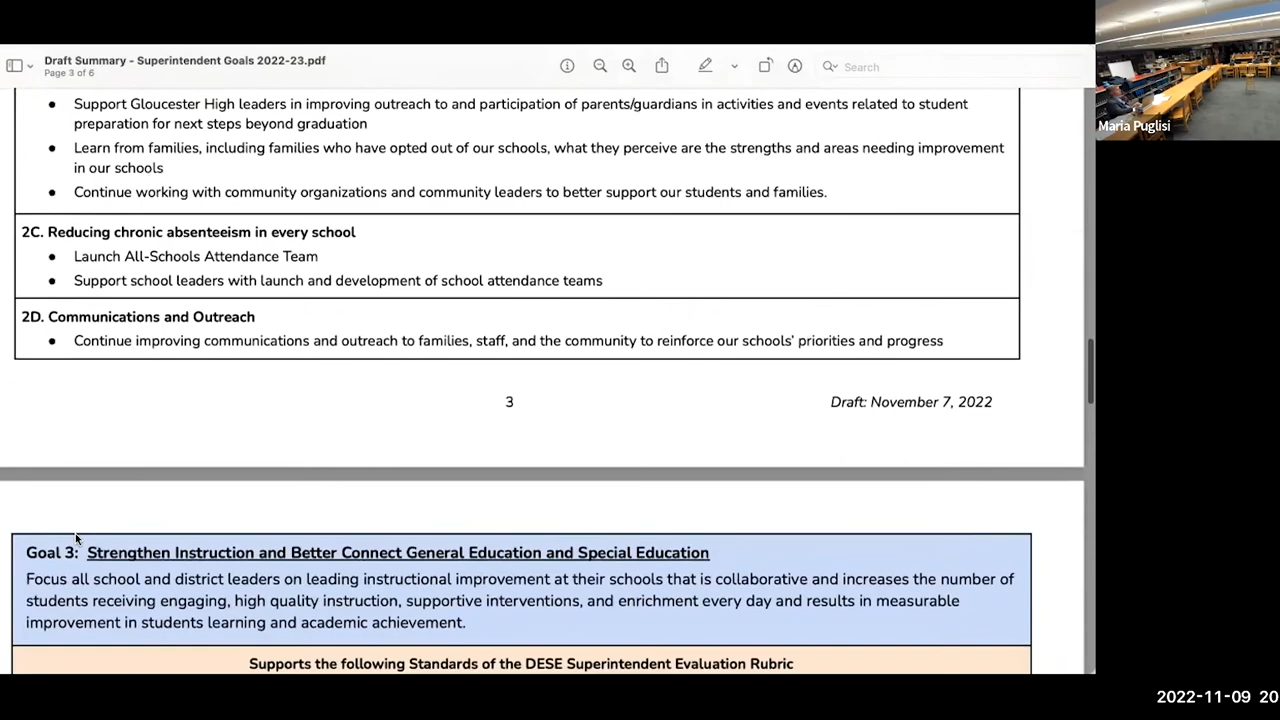 Draft Summary - Superintendent Goals 2022-23.pdf
Page 3 of 6
Search
Maria Puglisi
● Support Gloucester High leaders in improving outreach to and participation of parents/guardians in activities and events related to student
preparation for next steps beyond graduation
● Learn from families, including families who have opted out of our schools, what they perceive are the strengths and areas needing improvement
in our schools
● Continue working with community organizations and community leaders to better support our students and families.
2C. Reducing chronic absenteeism in every school
● Launch All-Schools Attendance Team
● Support school leaders with launch and development of school attendance teams
2D. Communications and Outreach
● Continue improving communications and outreach to families, staff, and the community to reinforce our schools' priorities and progress
3
Draft: November 7, 2022
Goal 3: Strengthen Instruction and Better Connect General Education and Special Education
Focus all school and district leaders on leading instructional improvement at their schools that is collaborative and increases the number of
students receiving engaging, high quality instruction, supportive interventions, and enrichment every day and results in measurable
improvement in students learning and academic achievement.
Supports the following Standards of the DESE Superintendent Evaluation Rubric
2022-11-09 20